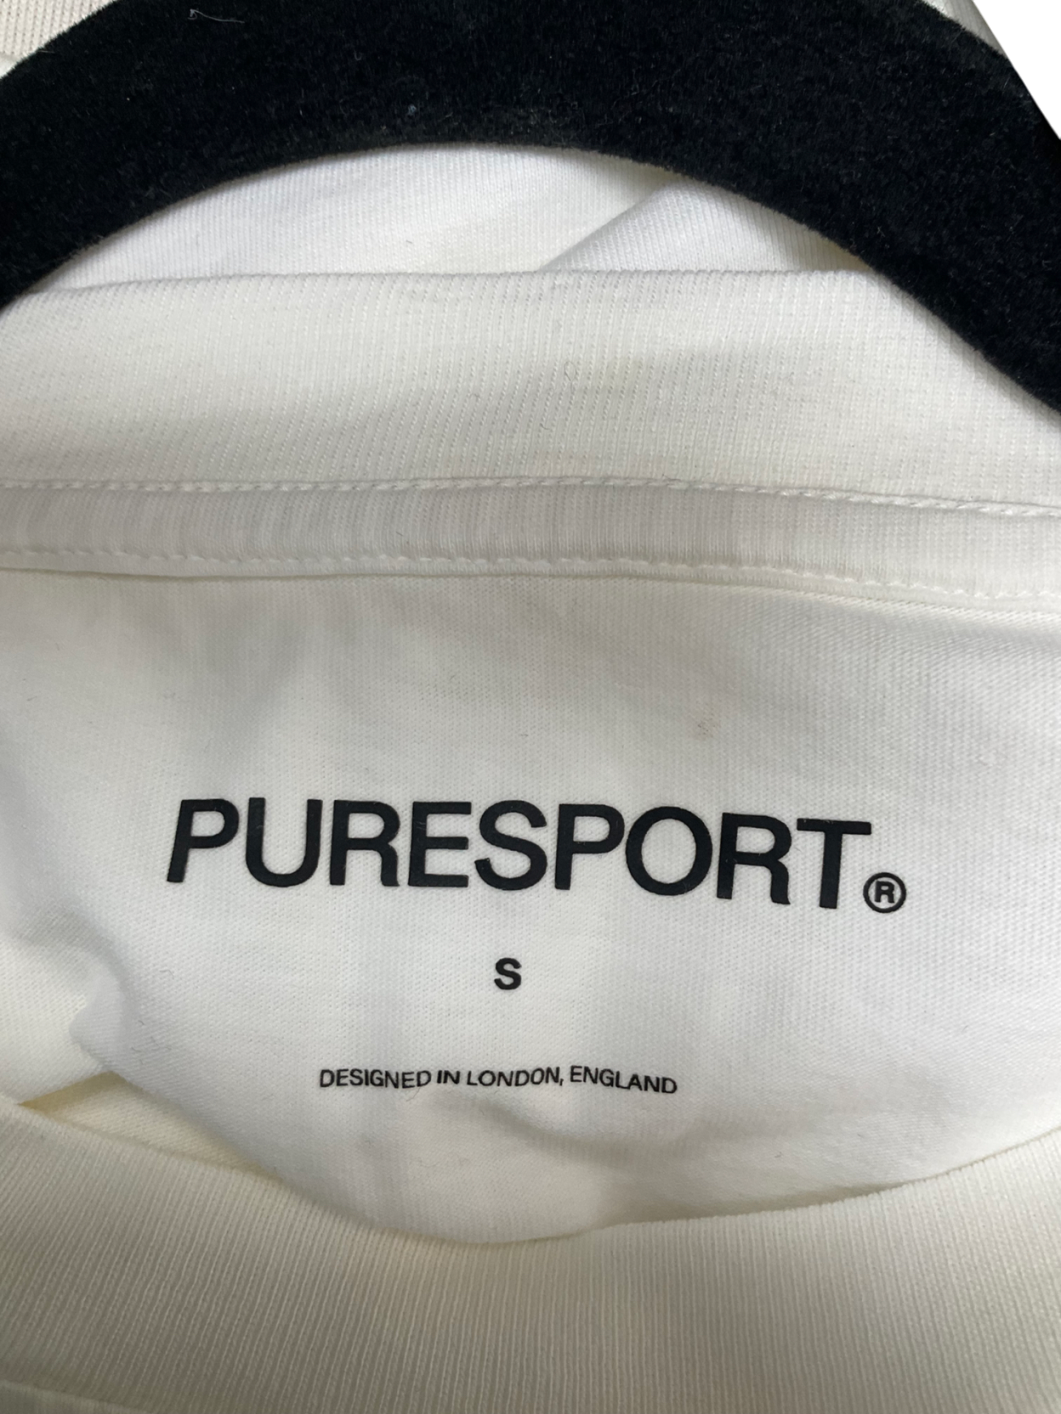 PURESPORT®
S
DESIGNED IN LONDON, ENGLAND